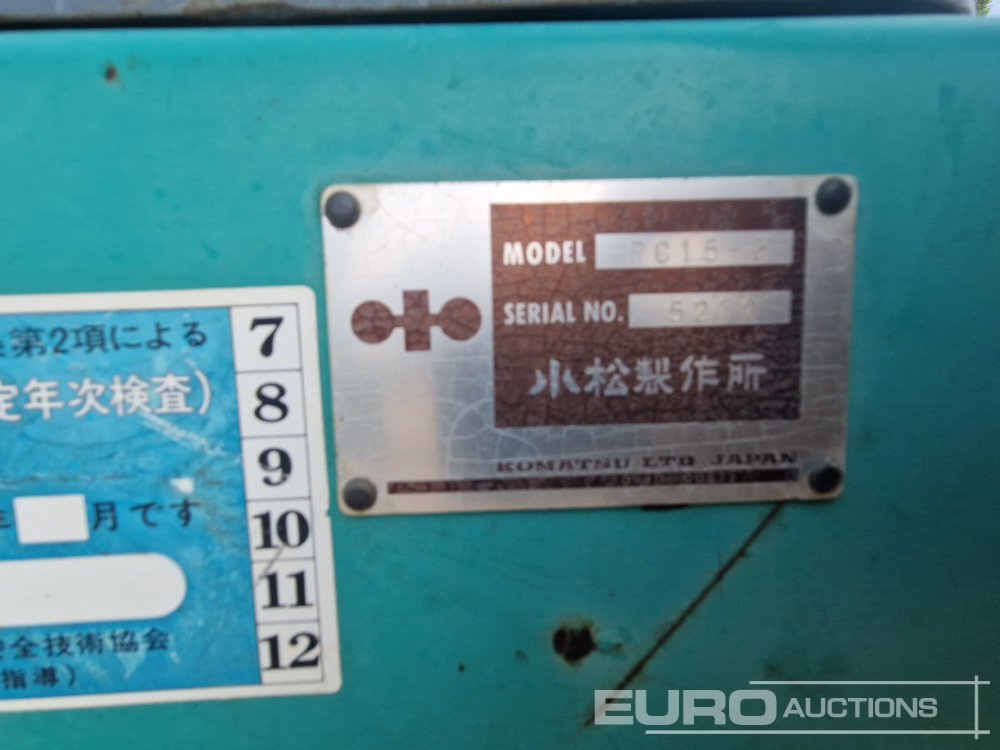 MODEL PC15-
SERIAL NO.
小松製作所
KOMATSU LTD JAPAN
第2項による
年次検査)
月です
全技術協会
指導)
7
8
9
10
11
12
EURO AUCTIONS